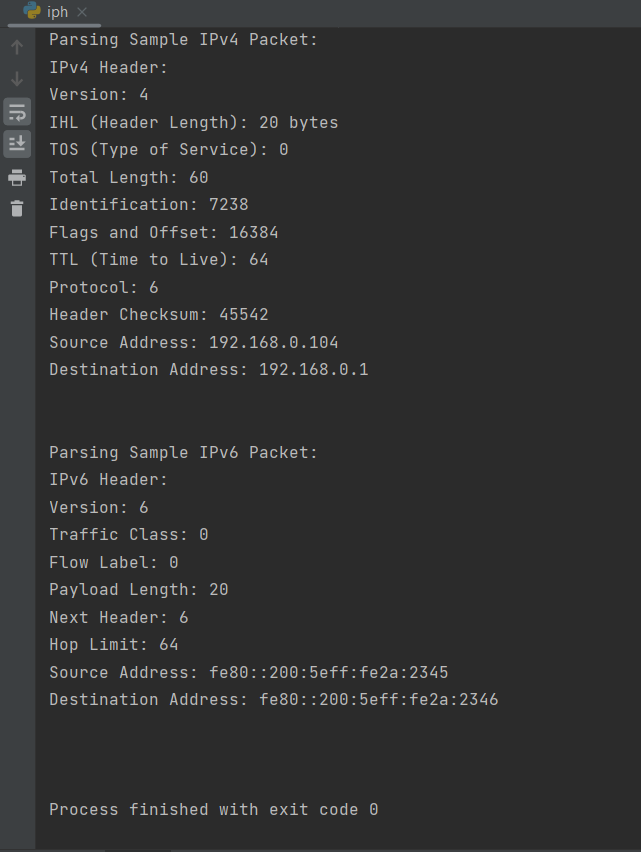 iph
Parsing Sample IPv4 Packet:
IPv4 Header:
Version: 4
IHL (Header Length): 20 bytes
TOS (Type of Service): 0
Total Length: 60
Identification: 7238
Flags and Offset: 16384
TTL (Time to Live): 64
Protocol: 6
Header Checksum: 45542
Source Address: 192.168.0.104
Destination Address: 192.168.0.1
Parsing Sample IPv6 Packet:
IPv6 Header:
Version: 6
Traffic Class: 0
Flow Label: 0
Payload Length: 20
Next Header: 6
Hop Limit: 64
Source Address: fe80::200:5eff:fe2a:2345
Destination Address: fe80::200:5eff:fe2a:2346
Process finished with exit code 0